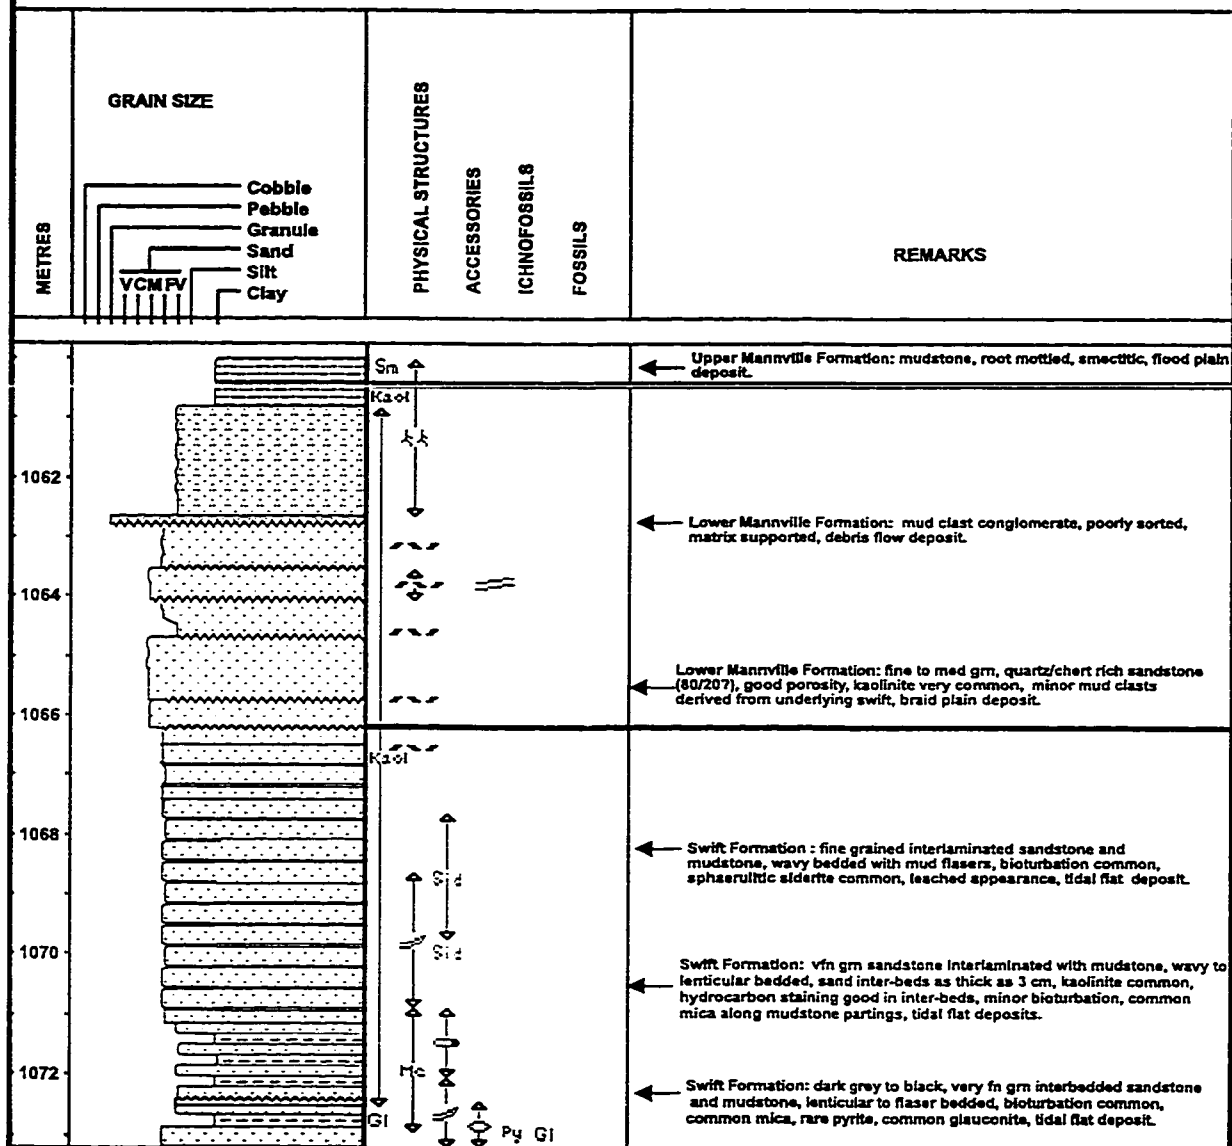 METRES
GRAIN SIZE
Cobble
Pebble
Granule
Sand
VCMFV
Silt
Clay
PHYSICAL STRUCTURES
ACCESSORIES
ICHNOFOSSILS
FOSSILS
REMARKS
Sm
Upper Mannville Formation: mudstone, root mottled, smectitic, flood plain
deposit.
Kaol
1062
Lower Mannville Formation: mud clast conglomerate, poorly sorted,
matrix supported, debris flow deposit.
1064
Lower Mannville Formation: fine to med grn, quartz/chert rich sandstone
(80/207), good porosity, kaolinite very common, minor mud clasts
derived from underlying swift, braid plain deposit.
1066
Kaol
1068
Swift Formation : fine grained interlaminated sandstone and
mudstone, wavy bedded with mud flasers, bioturbation common,
sphaerulitic siderite common, leached appearance, tidal flat deposit.
Sid
1070
Sid
Swift Formation: vfn grn sandstone interlaminated with mudstone, wavy to
lenticular bedded, sand inter-beds as thick as 3 cm, kaolinite common,
hydrocarbon staining good in inter-beds, minor bioturbation, common
mica along mudstone partings, tidal flat deposits.
1072
Swift Formation: dark grey to black, very fn grn interbedded sandstone
and mudstone, lenticular to flaser bedded, bioturbation common,
common mica, rare pyrite, common glauconite, tidal flat deposit.
Gl
Py Gl